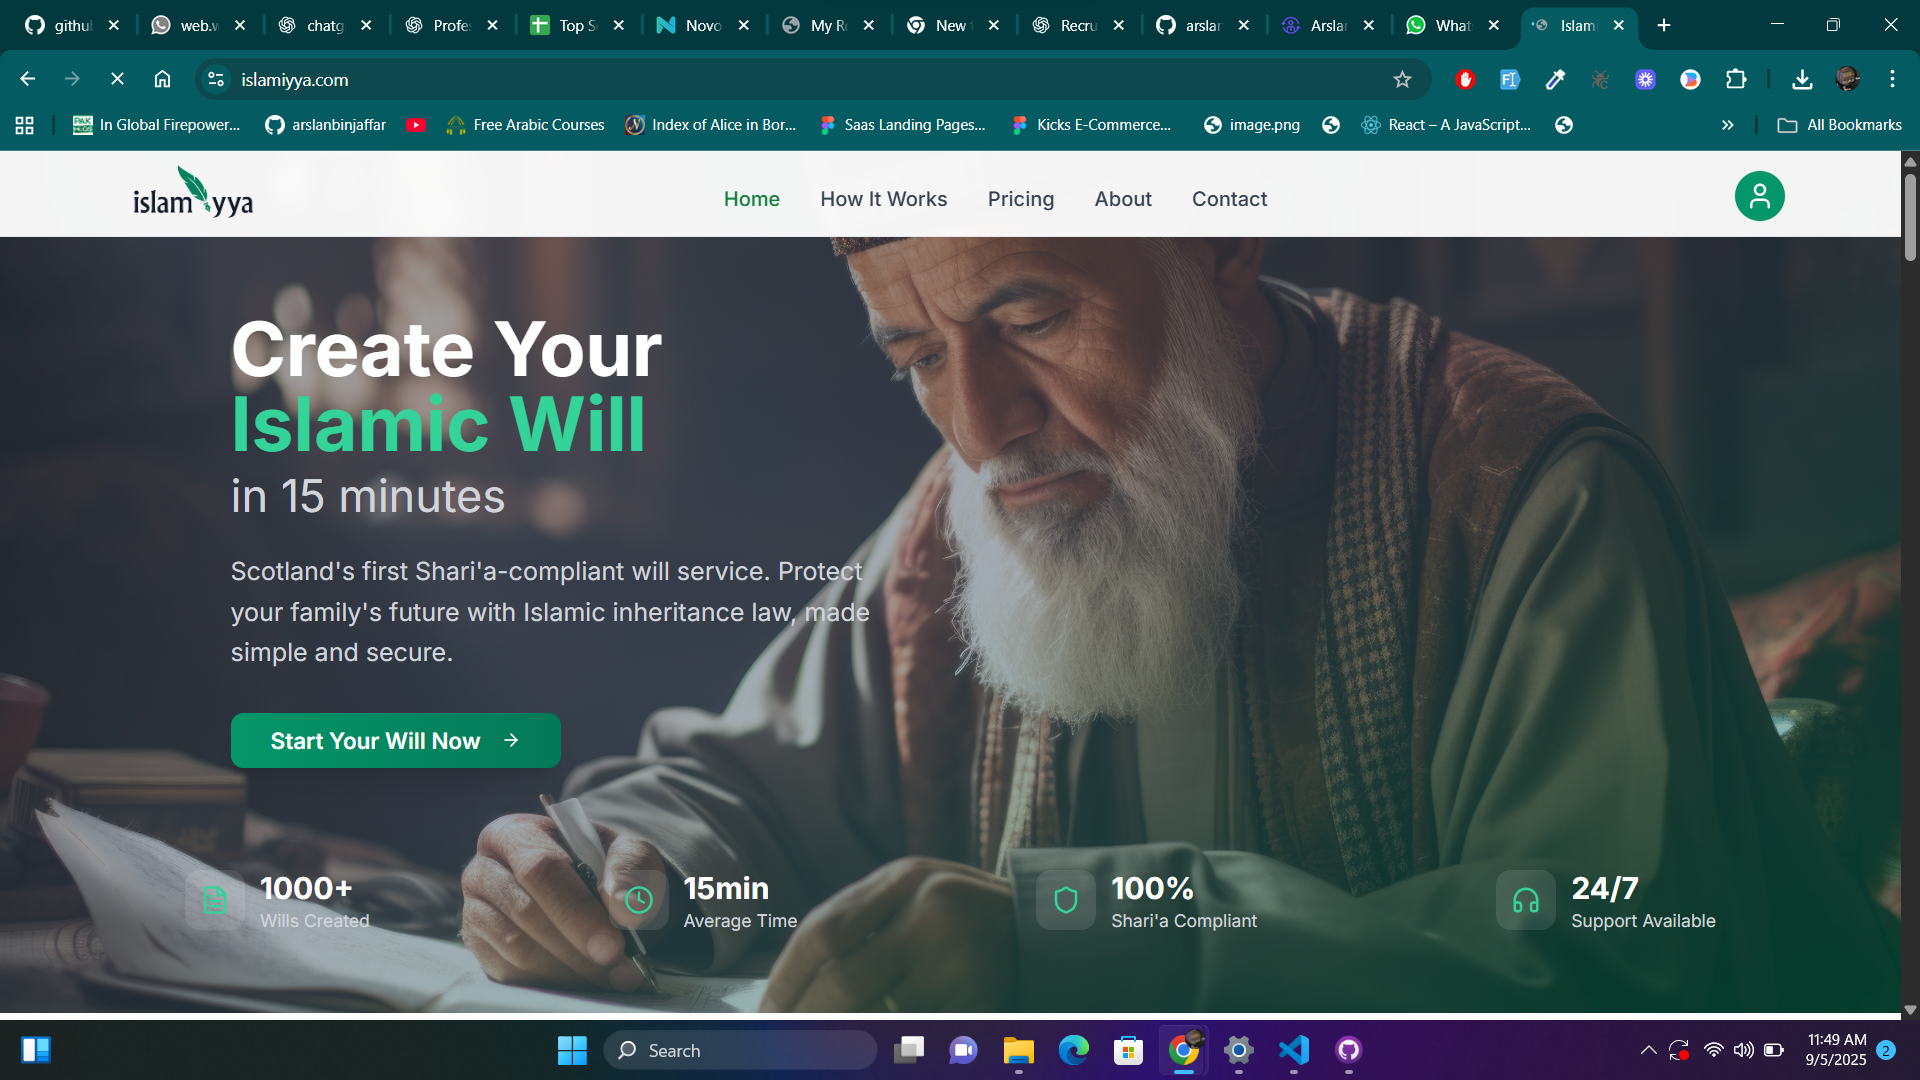 githu
web.w
chatg
Profes
Top S
Novo
My Re
New
Recru
arslar
Arslar
What
Islami
islamiyya.com
In Global Firepower...
arslanbinjaffar
Free Arabic Courses
Index of Alice in Bor...
Saas Landing Pages...
Kicks E-Commerce...
image.png
React – A JavaScript...
»
All Bookmarks
islamiyya
Home
How It Works
Pricing
About
Contact
Create Your
Islamic Will
in 15 minutes
Scotland's first Shari'a-compliant will service. Protect
your family's future with Islamic inheritance law, made
simple and secure.
Start Your Will Now →
1000+
Wills Created
15min
Average Time
100%
Shari'a Compliant
24/7
Support Available
Search
11:49 AM
9/5/2025
2